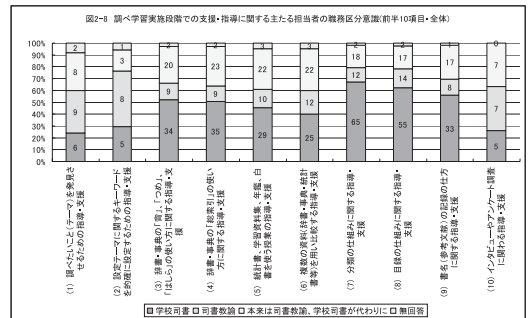 図2-8 調べ学習実施段階での支援・指導に関する主たる担当者の職務区分意識(前半10項目・全体)
100%
90%
80%
70%
60%
50%
40%
30%
20%
10%
0%
2 1 2 2 3 3 2 2 1 0
8 3 20 23 22 22 18 17 17 7
9 8 9 9 10 12 12 14 8 7
6 5 34 35 29 25 65 55 33 5
(1) 調べたいこと(テーマ)を発見さ
せるための指導・支援
(2) 設定テーマに関するキーワード
を的確に設定するための指導・支援
(3) 辞書・事典の「背」、「つめ」、
「はしら」の使い方に関する指導・支
援
(4) 辞書・事典の「総索引」の使い
方に関する指導・支援
(5) 統計書、学習資料集、年鑑、白
書を使う授業の指導・支援
(6) 複数の資料(辞書・事典・統計
書等)を用い比較する指導・支援
(7) 分類の仕組みに関する指導・
支援
(8) 目録の仕組みに関する指導・
支援
(9) 書名(参考文献)の記録の仕方
に関する指導・支援
(10) インタビューやアンケート調査
に関わる指導・支援
学校司書 司書教諭 本来は司書教諭、学校司書が代わりに 無回答